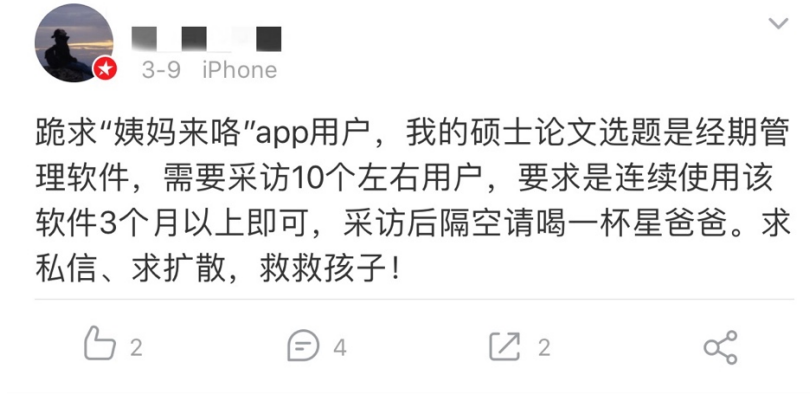 3-9 iPhone
跪求“姨妈来咯”app用户，我的硕士论文选题是经期管
理软件，需要采访10个左右用户，要求是连续使用该
软件3个月以上即可，采访后隔空请喝一杯星爸爸。求
私信、求扩散，救救孩子！
2 4 2